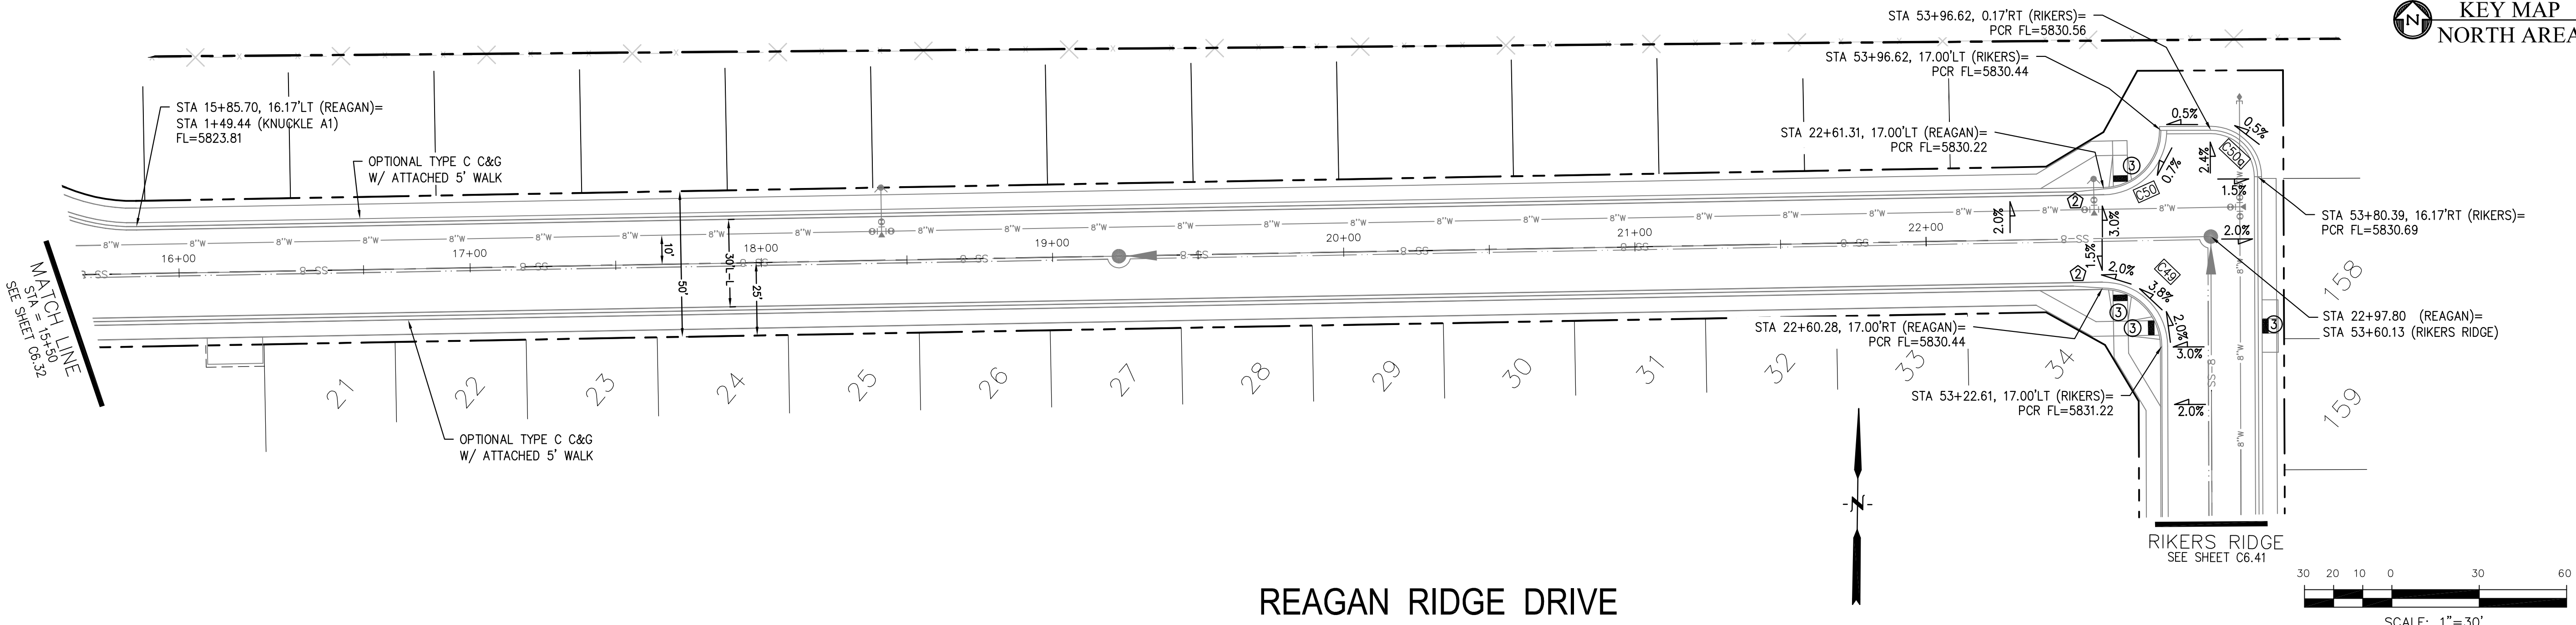 KEY MAP
NORTH AREA
N
STA 53+96.62, 0.17'RT (RIKERS)=
PCR FL=5830.56
STA 53+96.62, 17.00'LT (RIKERS)=
PCR FL=5830.44
STA 22+61.31, 17.00'LT (REAGAN)=
PCR FL=5830.22
STA 15+85.70, 16.17'LT (REAGAN)=
STA 1+49.44 (KNUCKLE A1)
FL=5823.81
OPTIONAL TYPE C C&G
W/ ATTACHED 5' WALK
0.5%
0.5%
C50a
2.4%
0.7%
C50
1.5%
3
2
2.0%
3.0%
2.0%
STA 53+80.39, 16.17'RT (RIKERS)=
PCR FL=5830.69
8"W
16+00
17+00
18+00
19+00
20+00
21+00
22+00
8-SS
10'
30'L-L
50'
25'
MATCH LINE
STA = 15+50
SEE SHEET C6.32
1.5%
2
2.0%
C49
3.8%
2.0%
3
3
3.0%
2.0%
3
158
159
STA 22+97.80 (REAGAN)=
STA 53+60.13 (RIKERS RIDGE)
STA 22+60.28, 17.00'RT (REAGAN)=
PCR FL=5830.44
STA 53+22.61, 17.00'LT (RIKERS)=
PCR FL=5831.22
21
22
23
24
25
26
27
28
29
30
31
32
33
34
OPTIONAL TYPE C C&G
W/ ATTACHED 5' WALK
-N-
RIKERS RIDGE
SEE SHEET C6.41
REAGAN RIDGE DRIVE
30 20 10 0 30 60
SCALE: 1"=30'